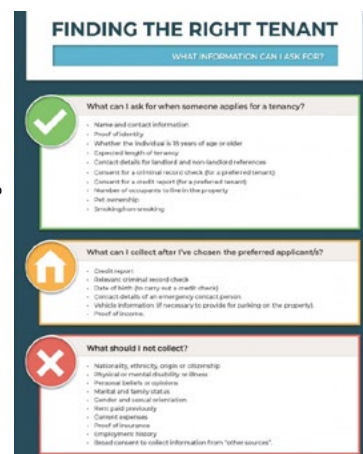 FINDING THE RIGHT TENANT
WHAT INFORMATION CAN I ASK FOR?
What can I ask for when someone applies for a tenancy?
- Name and contact information
- Proof of identity
- Whether the individual is 18 years of age or older
- Expected length of tenancy
- Contact details for landlord and non-landlord references
- Consent for a criminal record check (for a preferred tenant)
- Consent for a credit report (for a preferred tenant)
- Number of occupants to live in the property
- Pet ownership
- Smoking/non-smoking
What can I collect after I've chosen the preferred applicant/s?
- Credit report
- Relevant criminal record check
- Date of birth (to carry out a credit check)
- Contact details of an emergency contact person
- Vehicle information (if necessary to provide for parking on the property).
- Proof of income.
What should I not collect?
- Nationality, ethnicity, origin or citizenship
- Physical or mental disability or illness
- Personal beliefs or opinions
- Marital and family status
- Gender and sexual orientation
- Rent paid previously
- Current expenses
- Proof of insurance
- Employment history
- Broad consent to collect information from "other sources".